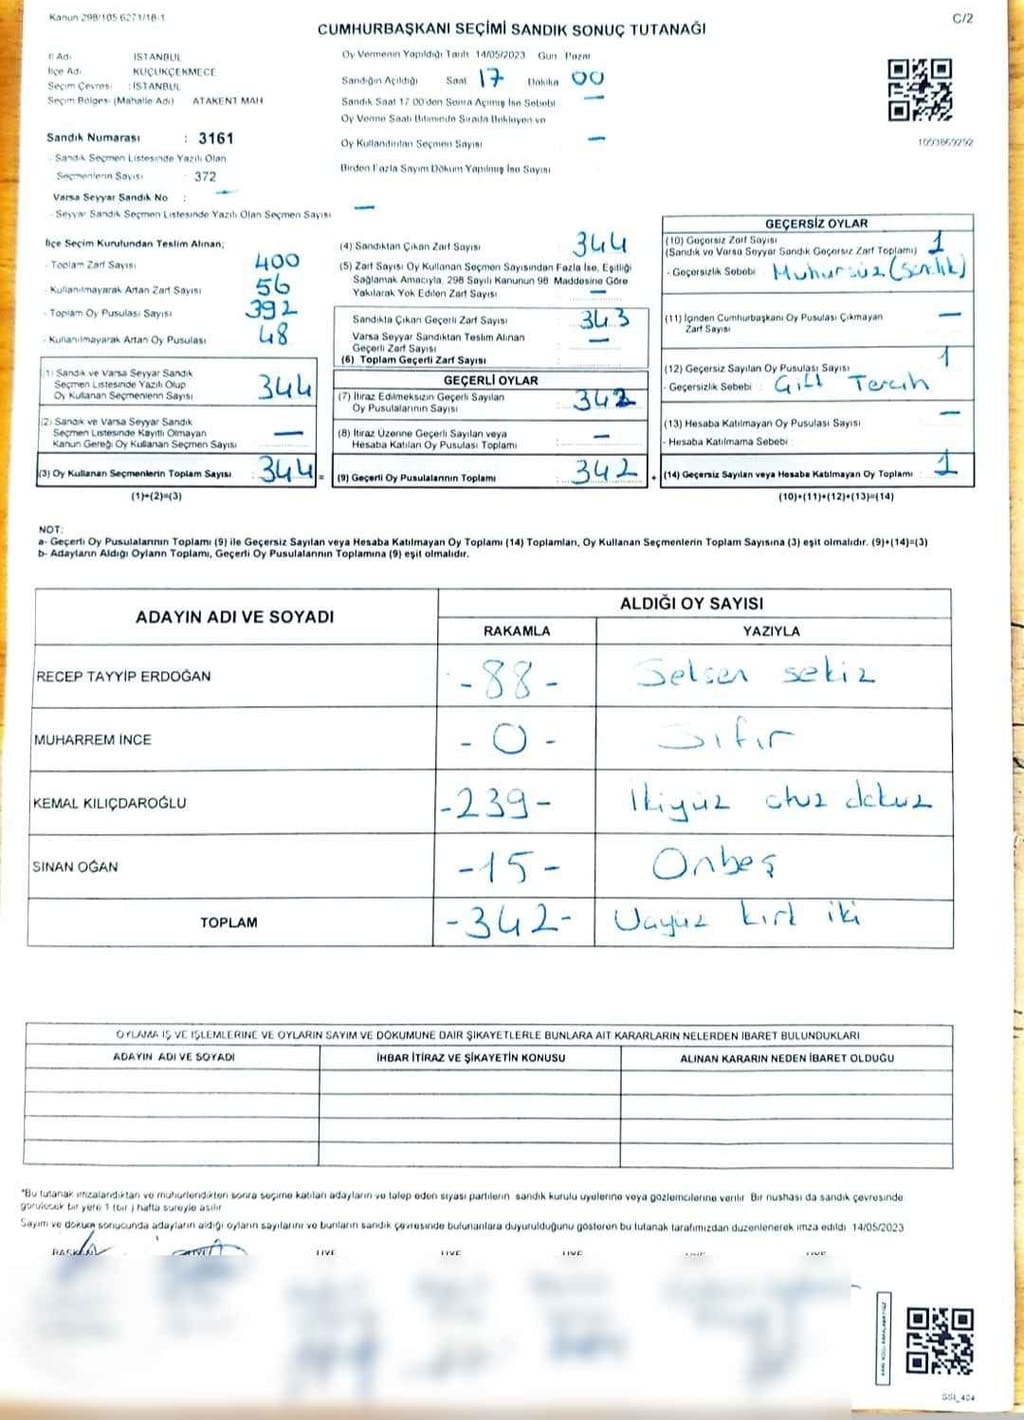 Kanun 298/105 6271/18-1
C/2
CUMHURBAŞKANI SEÇİMİ SANDIK SONUÇ TUTANAĞI
İl Adı : İSTANBUL
İlçe Adı : KÜÇÜKÇEKMECE
Seçim Çevresi : İSTANBUL
Seçim Bölgesi (Mahalle Adı) ATAKENT MAH
Sandık Numarası : 3161
- Sandık Seçmen Listesinde Yazılı Olan
Seçmenlerin Sayısı : 372
Varsa Seyyar Sandık No : -
- Seyyar Sandık Seçmen Listesinde Yazılı Olan Seçmen Sayısı -
Oy Vermenin Yapıldığı Tarih 14/05/2023 Gün Pazar
Sandığın Açıldığı Saat 17 Dakika 00
Sandık Saat 17 00 den Sonra Açılmış İse Sebebi -
Oy Verme Saati Bitiminde Sırada Bekleyen ve
Oy Kullandırılan Seçmen Sayısı -
Birden Fazla Sayım Döküm Yapılmış İse Sayısı
1093869292
İlçe Seçim Kurulundan Teslim Alınan;
- Toplam Zarf Sayısı 400
- Kullanılmayarak Artan Zarf Sayısı 56
- Toplam Oy Pusulası Sayısı 392
- Kullanılmayarak Artan Oy Pusulası 48
(1) Sandık ve Varsa Seyyar Sandık
Seçmen Listesinde Yazılı Olup
Oy Kullanan Seçmenlerin Sayısı 344
(2) Sandık ve Varsa Seyyar Sandık
Seçmen Listesinde Kayıtlı Olmayan
Kanun Gereği Oy Kullanan Seçmen Sayısı -
(3) Oy Kullanan Seçmenlerin Toplam Sayısı 344 =
(1)+(2)=(3)
(4) Sandıktan Çıkan Zarf Sayısı 344
(5) Zarf Sayısı Oy Kullanan Seçmen Sayısından Fazla İse, Eşitliği
Sağlamak Amacıyla, 298 Sayılı Kanunun 98 Maddesine Göre
Yakılarak Yok Edilen Zarf Sayısı -
Sandıkta Çıkan Geçerli Zarf Sayısı 343
Varsa Seyyar Sandıktan Teslim Alınan
Geçerli Zarf Sayısı -
(6) Toplam Geçerli Zarf Sayısı
GEÇERLİ OYLAR
(7) İtiraz Edilmeksizin Geçerli Sayılan
Oy Pusulalarının Sayısı 342
(8) İtiraz Üzerine Geçerli Sayılan veya
Hesaba Katılan Oy Pusulası Toplamı -
(9) Geçerli Oy Pusulalarının Toplamı 342 +
GEÇERSİZ OYLAR
(10) Geçersiz Zarf Sayısı 1
(Sandık ve Varsa Seyyar Sandık Geçersiz Zarf Toplamı)
- Geçersizlik Sebebi Mühürsüz (Sandık)
(11) İçinden Cumhurbaşkanı Oy Pusulası Çıkmayan
Zarf Sayısı -
(12) Geçersiz Sayılan Oy Pusulası Sayısı 1
- Geçersizlik Sebebi : Çift Tercih
(13) Hesaba Katılmayan Oy Pusulası Sayısı -
- Hesaba Katılmama Sebebi
(14) Geçersiz Sayılan veya Hesaba Katılmayan Oy Toplamı 1
(10)+(11)+(12)+(13)=(14)
NOT:
a- Geçerli Oy Pusulalarının Toplamı (9) ile Geçersiz Sayılan veya Hesaba Katılmayan Oy Toplamı (14) Toplamları, Oy Kullanan Seçmenlerin Toplam Sayısına (3) eşit olmalıdır. (9)+(14)=(3)
b- Adayların Aldığı Oyların Toplamı, Geçerli Oy Pusulalarının Toplamına (9) eşit olmalıdır.
ADAYIN ADI VE SOYADI
ALDIĞI OY SAYISI
RAKAMLA YAZIYLA
RECEP TAYYİP ERDOĞAN -88- Seksen sekiz
MUHARREM İNCE -0- Sıfır
KEMAL KILIÇDAROĞLU -239- İkiyüz otuz dokuz
SİNAN OĞAN -15- Onbeş
TOPLAM -342- Üçyüz kırk iki
OYLAMA İŞ VE İŞLEMLERİNE VE OYLARIN SAYIM VE DÖKÜMÜNE DAİR ŞİKAYETLERLE BUNLARA AİT KARARLARIN NELERDEN İBARET BULUNDUKLARI
ADAYIN ADI VE SOYADI İHBAR İTİRAZ VE ŞİKAYETİN KONUSU ALINAN KARARIN NEDEN İBARET OLDUĞU
*Bu tutanak imzalandıktan ve mühürlendikten sonra seçime katılan adayların ve talep eden siyasi partilerin sandık kurulu üyelerine veya gözlemcilerine verilir Bir nüshası da sandık çevresinde
görülecek bir yere 1 (bir) hafta süreyle asılır
Sayım ve döküm sonucunda adayların aldığı oyların sayılarını ve bunların sandık çevresinde bulunanlara duyurulduğunu gösteren bu tutanak tarafımızdan düzenlenerek imza edildi 14/05/2023
BAŞKAN ÜYE ÜYE ÜYE ÜYE ÜYE ÜYE
SSI_404